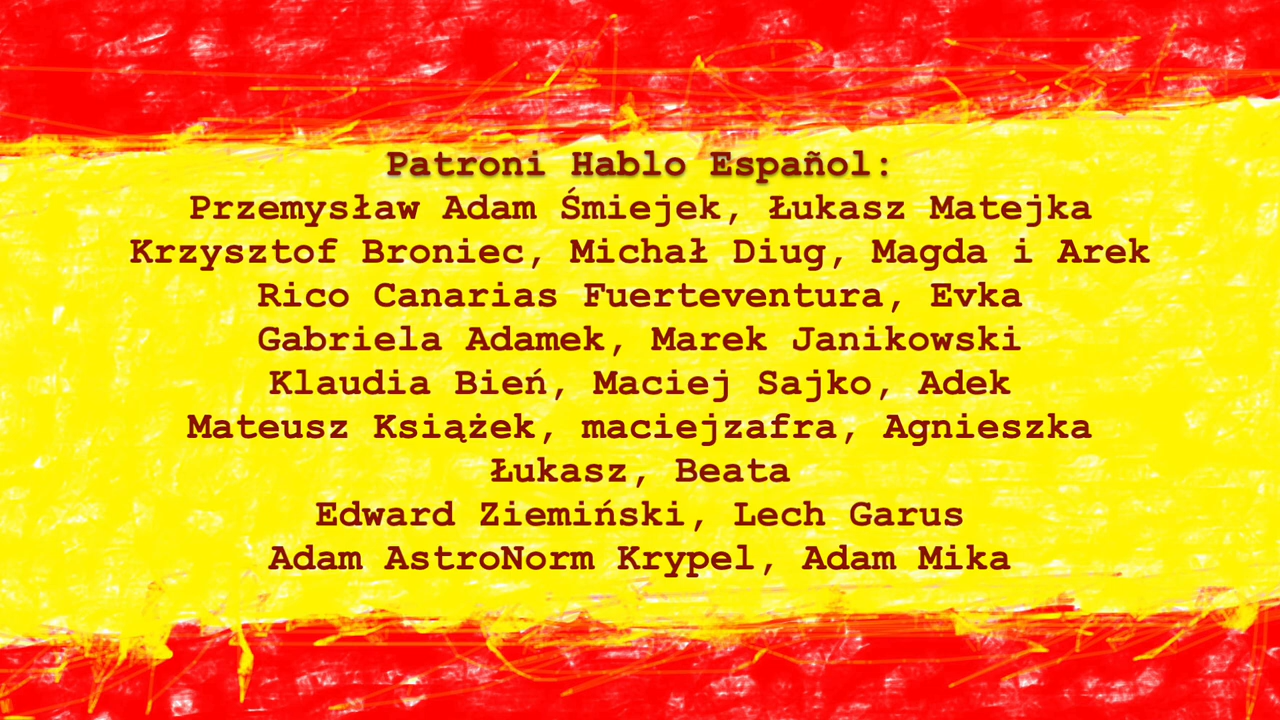 Patroni Hablo Español:
Przemysław Adam Śmiejek, Łukasz Matejka
Krzysztof Broniec, Michał Diug, Magda i Arek
Rico Canarias Fuerteventura, Evka
Gabriela Adamek, Marek Janikowski
Klaudia Bień, Maciej Sajko, Adek
Mateusz Książek, maciejzafra, Agnieszka
Łukasz, Beata
Edward Ziemiński, Lech Garus
Adam AstroNorm Krypel, Adam Mika